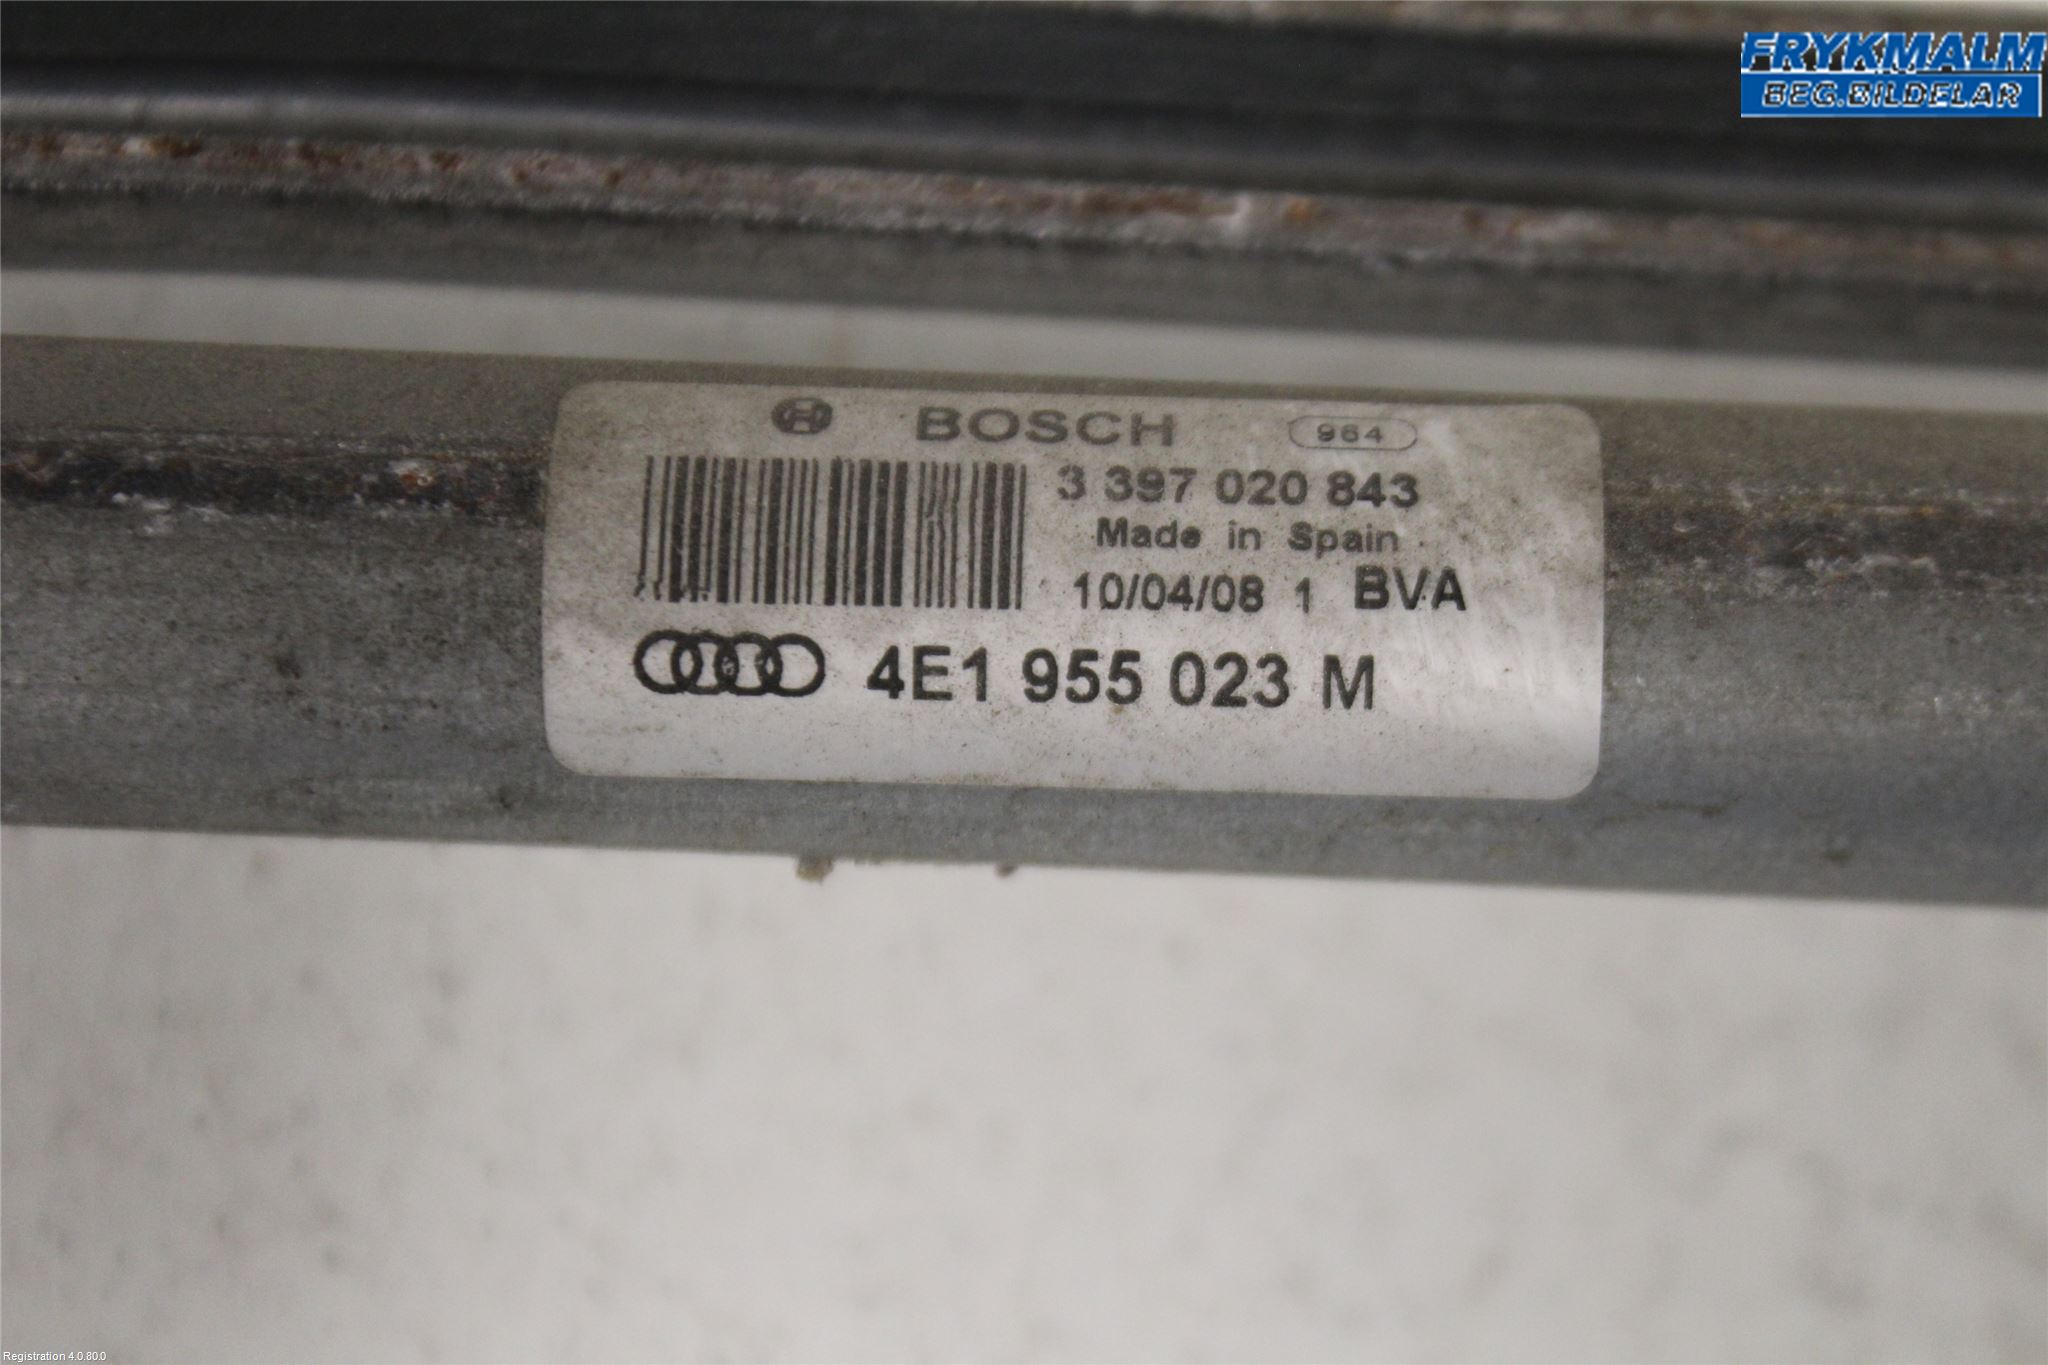 FRYKMALM
BEG.BILDELAR
BOSCH 964
3 397 020 843
Made in Spain
10/04/08 1 BVA
4E1 955 023 M
Registration 4.0.80.0